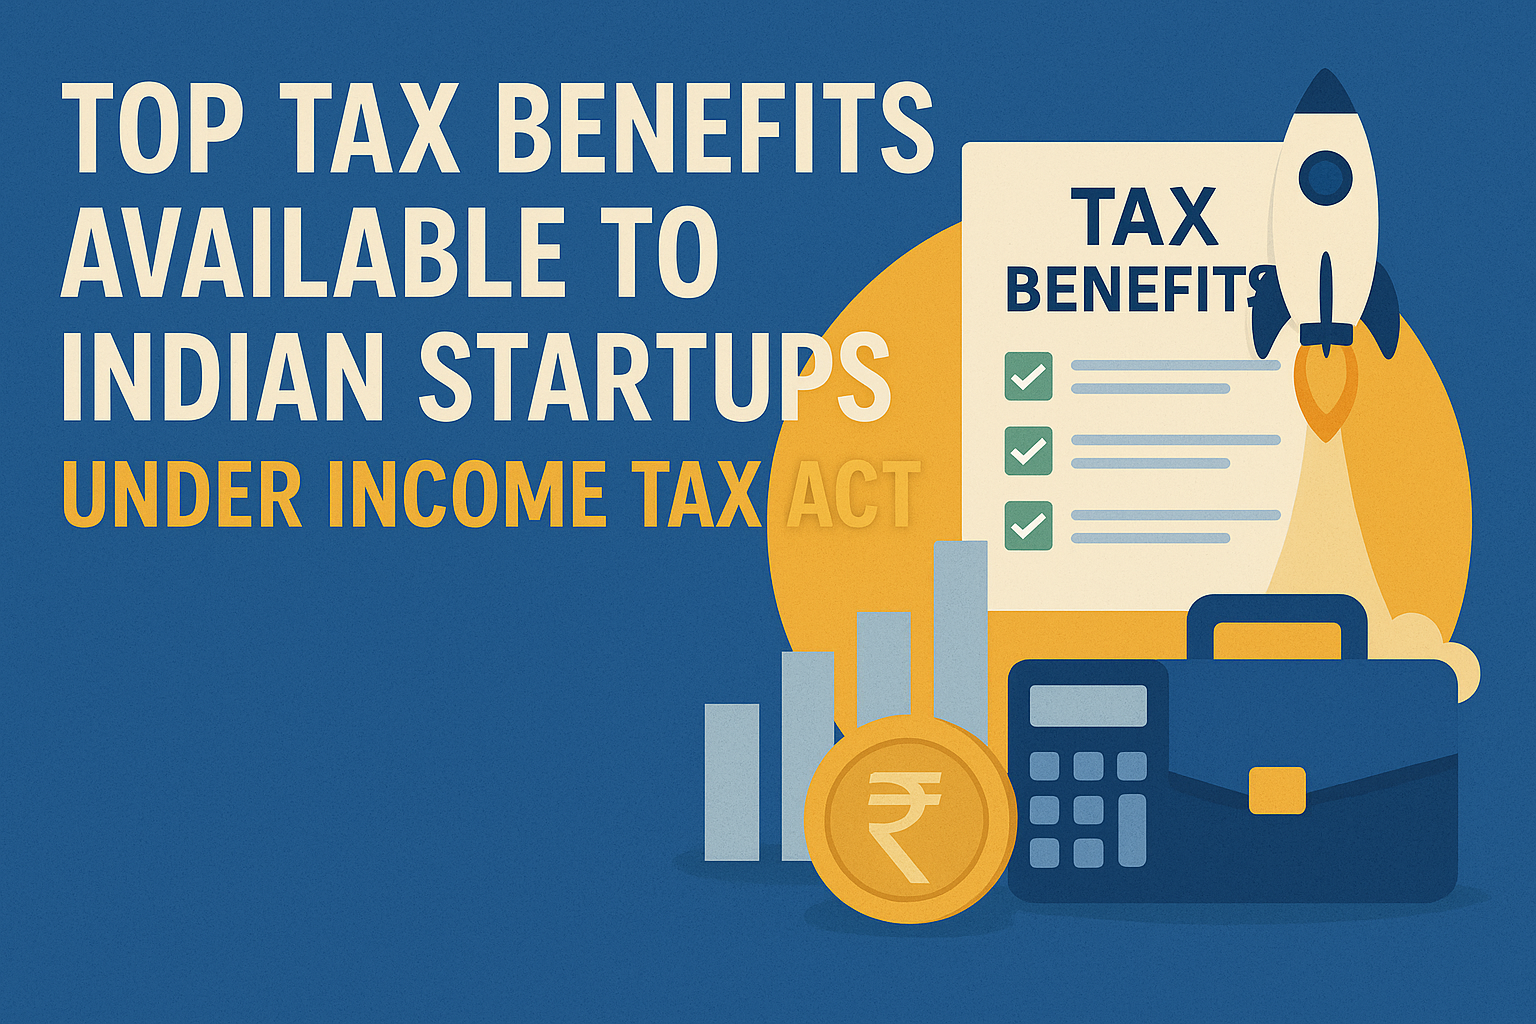 TOP TAX BENEFITS
AVAILABLE TO
INDIAN STARTUPS
UNDER INCOME TAX ACT
TAX
BENEFITS
₹